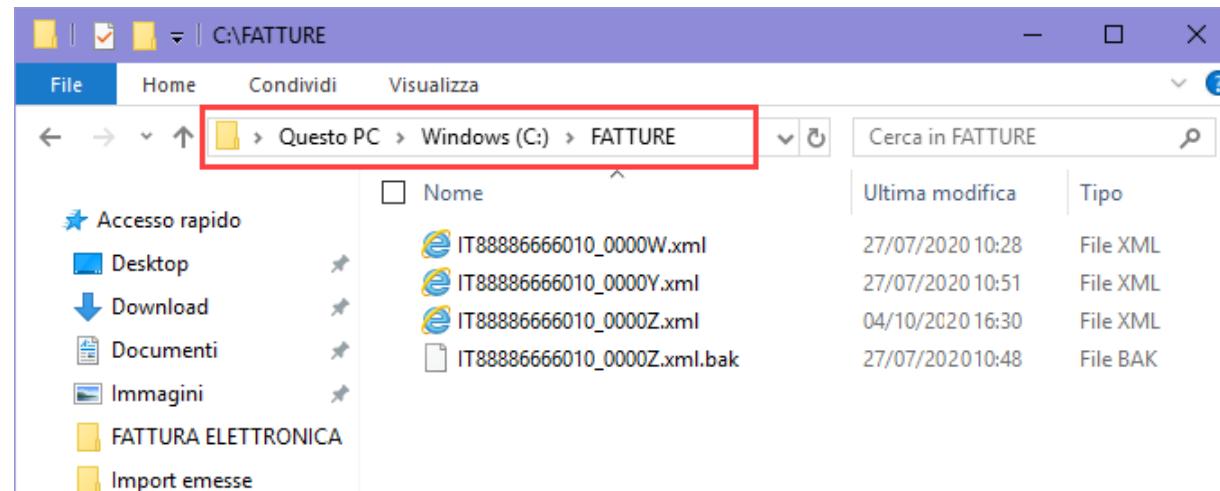 C:\FATTURE
File Home Condividi Visualizza
Questo PC > Windows (C:) > FATTURE Cerca in FATTURE
Nome Ultima modifica Tipo
Accesso rapido
IT88886666010_0000W.xml 27/07/2020 10:28 File XML
Desktop
IT88886666010_0000Y.xml 27/07/2020 10:51 File XML
Download
IT88886666010_0000Z.xml 04/10/2020 16:30 File XML
Documenti
IT88886666010_0000Z.xml.bak 27/07/2020 10:48 File BAK
Immagini
FATTURA ELETTRONICA
Import emesse